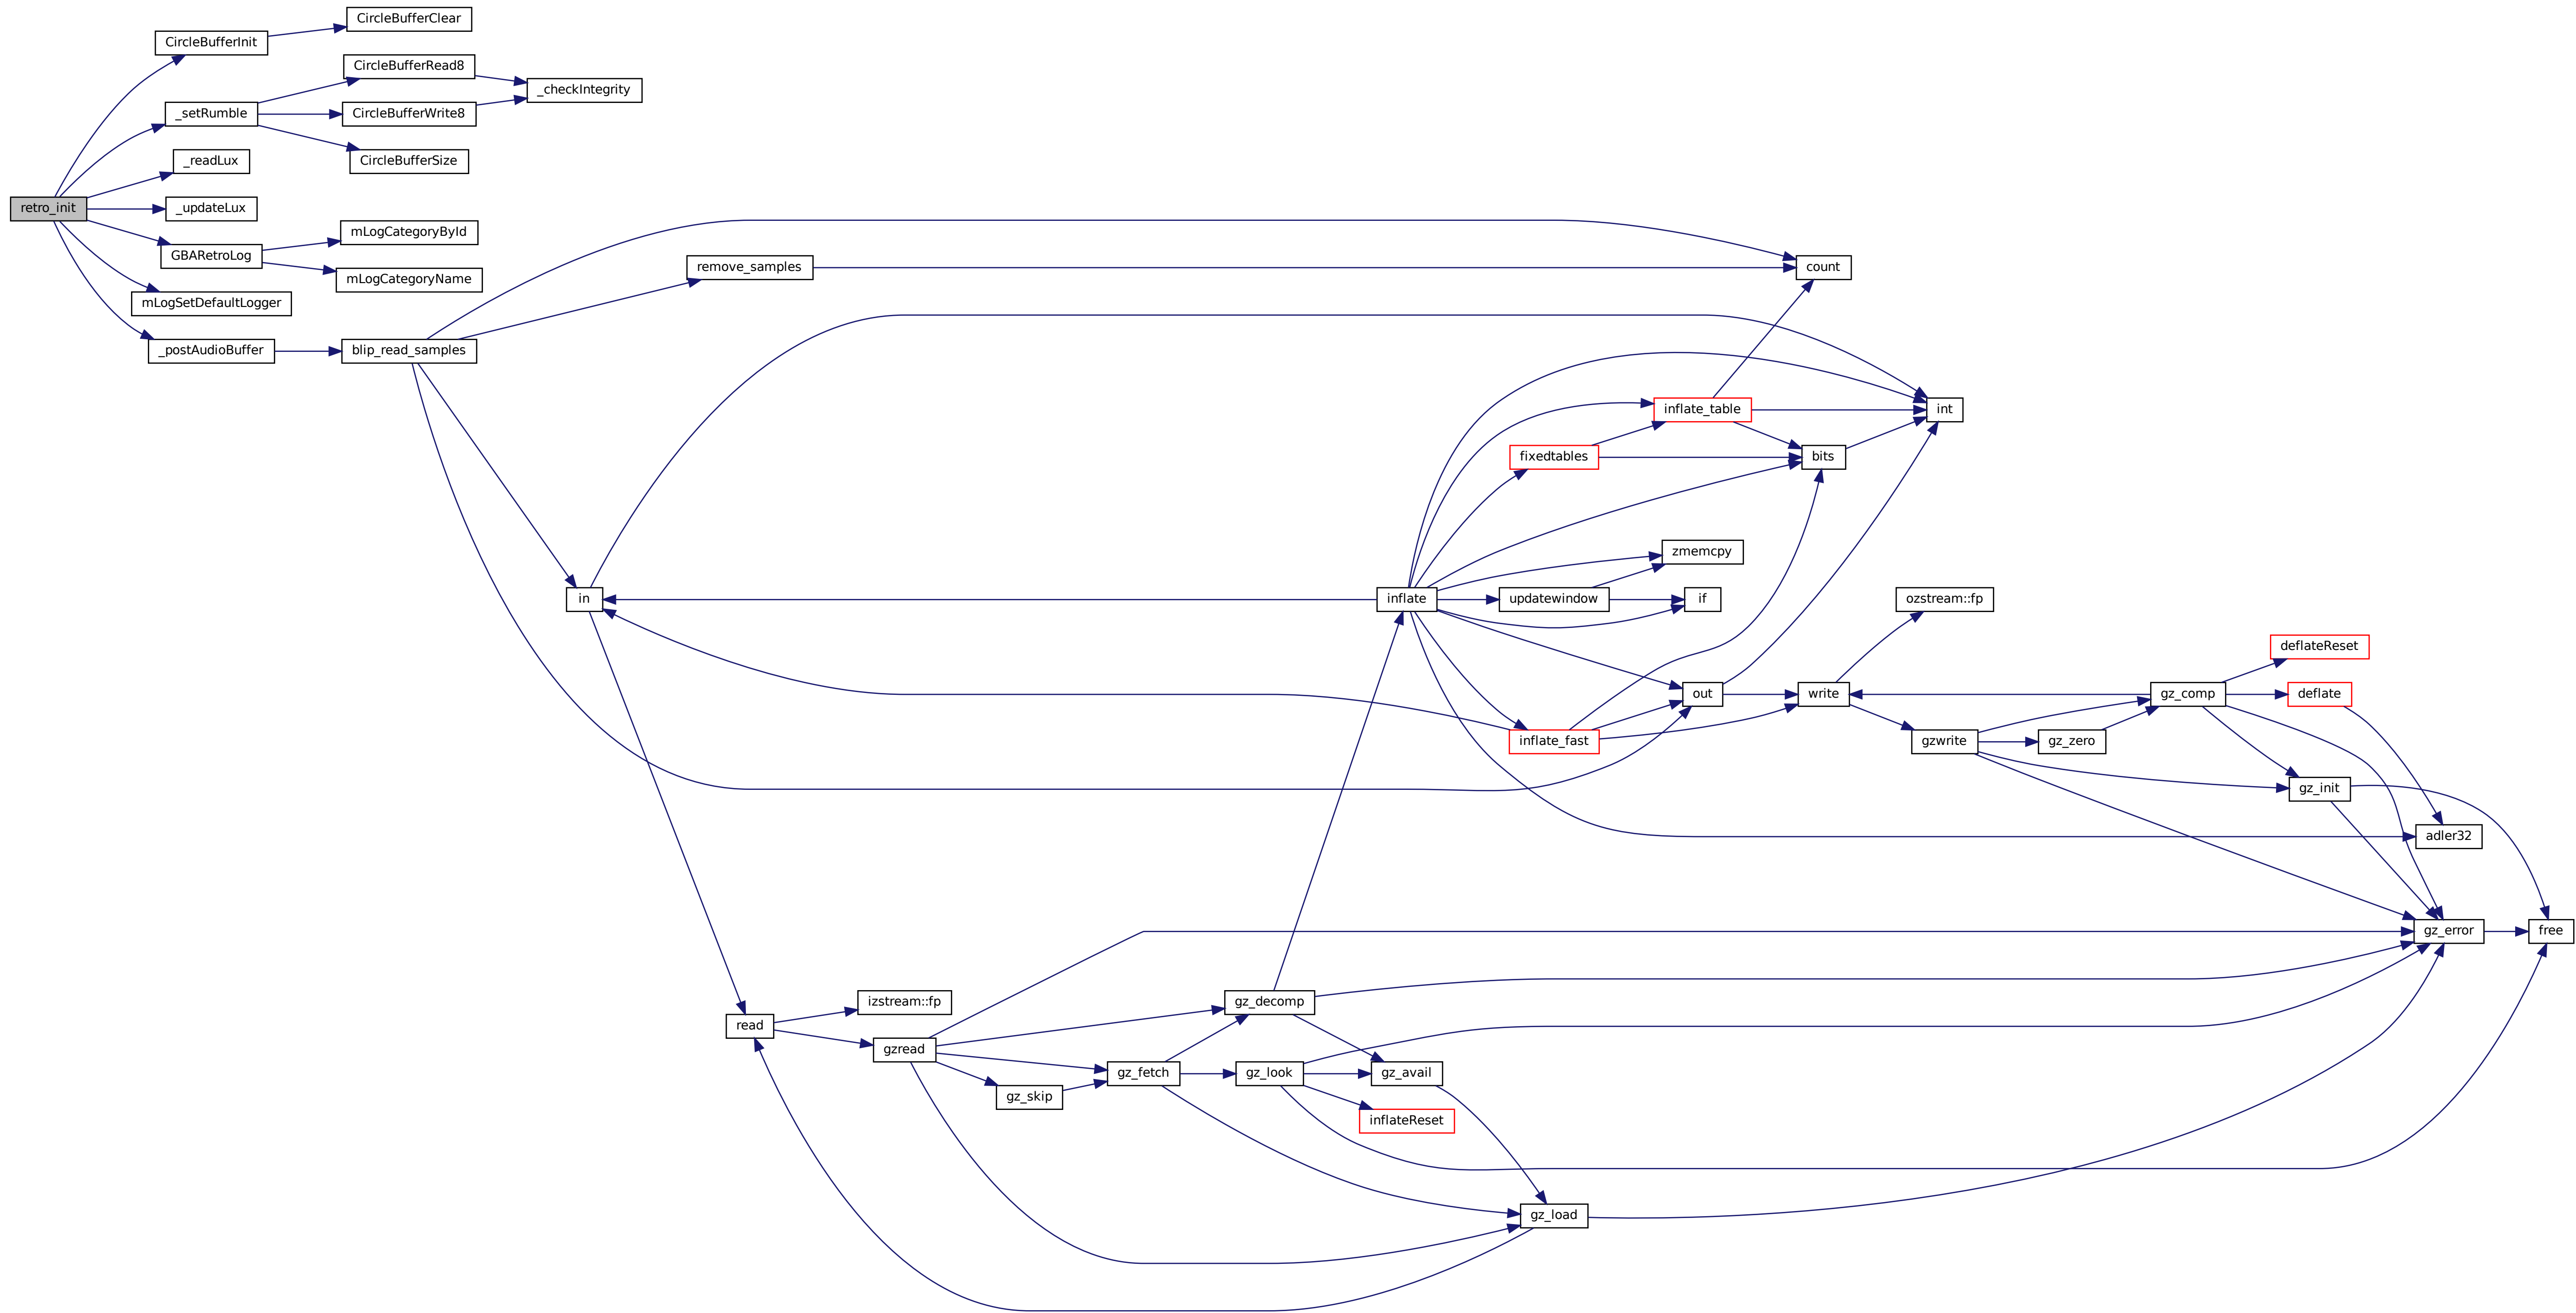 CircleBufferClear
CircleBufferInit
CircleBufferRead8
_checkIntegrity
_setRumble
CircleBufferWrite8
_readLux
CircleBufferSize
retro_init
_updateLux
mLogCategoryById
GBARetroLog
remove_samples
count
mLogCategoryName
mLogSetDefaultLogger
_postAudioBuffer
blip_read_samples
inflate_table
int
fixedtables
bits
zmemcpy
in
inflate
updatewindow
if
ozstream::fp
deflateReset
out
write
gz_comp
deflate
inflate_fast
gzwrite
gz_zero
gz_init
adler32
gz_error
free
izstream::fp
gz_decomp
read
gzread
gz_fetch
gz_look
gz_avail
gz_skip
inflateReset
gz_load